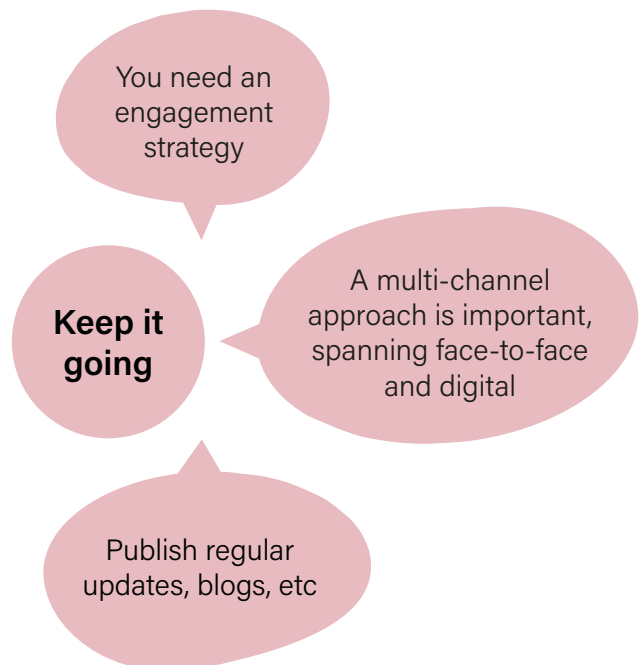 You need an
engagement
strategy
Keep it
going
A multi-channel
approach is important,
spanning face-to-face
and digital
Publish regular
updates, blogs, etc